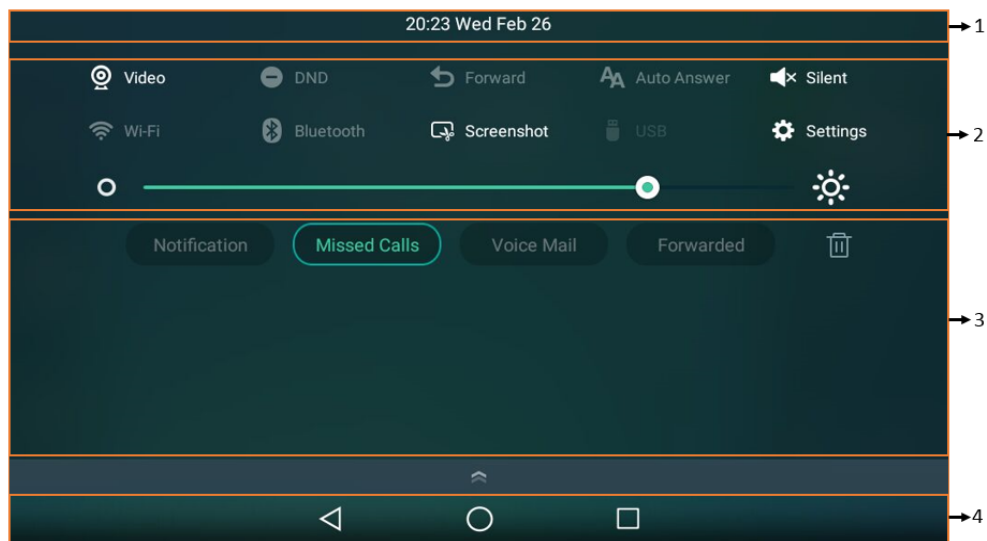 20:23 Wed Feb 26
1
Video DND Forward AA Auto Answer Silent
Wi-Fi Bluetooth Screenshot USB Settings
2
Notification Missed Calls Voice Mail Forwarded
3
4